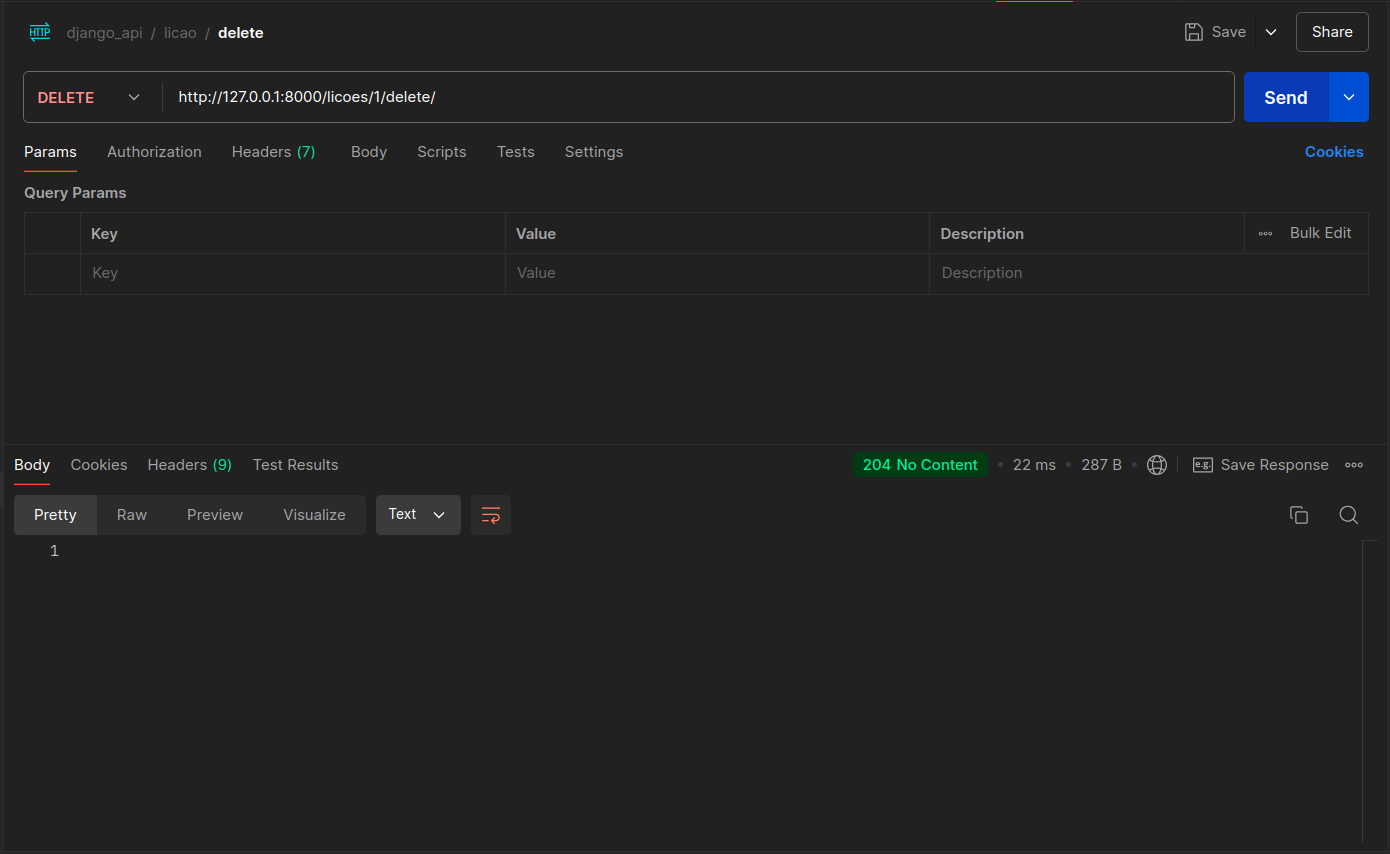 HTTP django_api / licao / delete Save Share
DELETE http://127.0.0.1:8000/licoes/1/delete/ Send
Params Authorization Headers (7) Body Scripts Tests Settings Cookies
Query Params
Key Value Description Bulk Edit
Key Value Description
Body Cookies Headers (9) Test Results 204 No Content 22 ms 287 B e.g. Save Response
Pretty Raw Preview Visualize Text
1